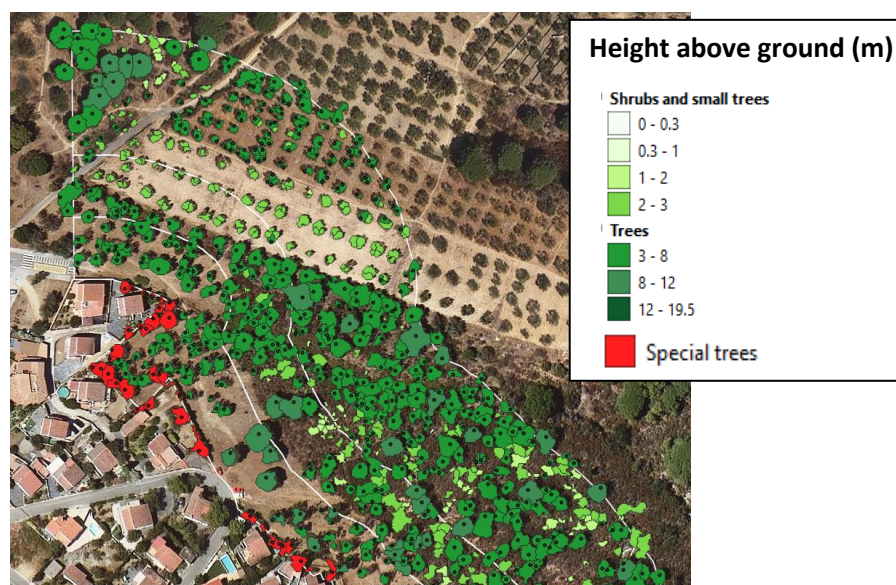 Height above ground (m)
Shrubs and small trees
0 - 0.3
0.3 - 1
1 - 2
2 - 3
Trees
3 - 8
8 - 12
12 - 19.5
Special trees